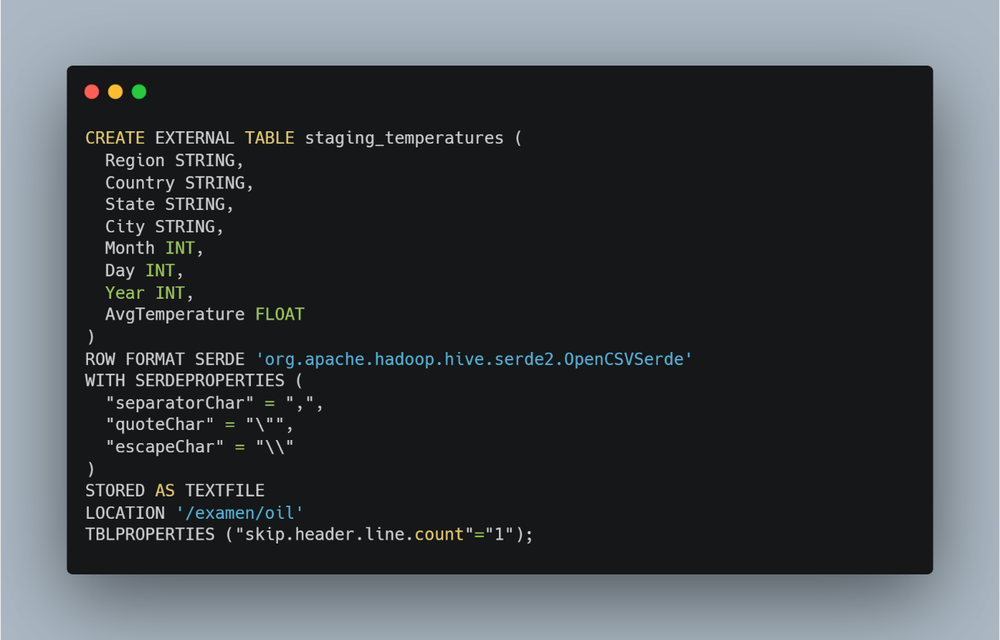 CREATE EXTERNAL TABLE staging_temperatures (
  Region STRING,
  Country STRING,
  State STRING,
  City STRING,
  Month INT,
  Day INT,
  Year INT,
  AvgTemperature FLOAT
)
ROW FORMAT SERDE 'org.apache.hadoop.hive.serde2.OpenCSVSerde'
WITH SERDEPROPERTIES (
  "separatorChar" = ",",
  "quoteChar" = "\"",
  "escapeChar" = "\\"
)
STORED AS TEXTFILE
LOCATION '/examen/oil'
TBLPROPERTIES ("skip.header.line.count"="1");